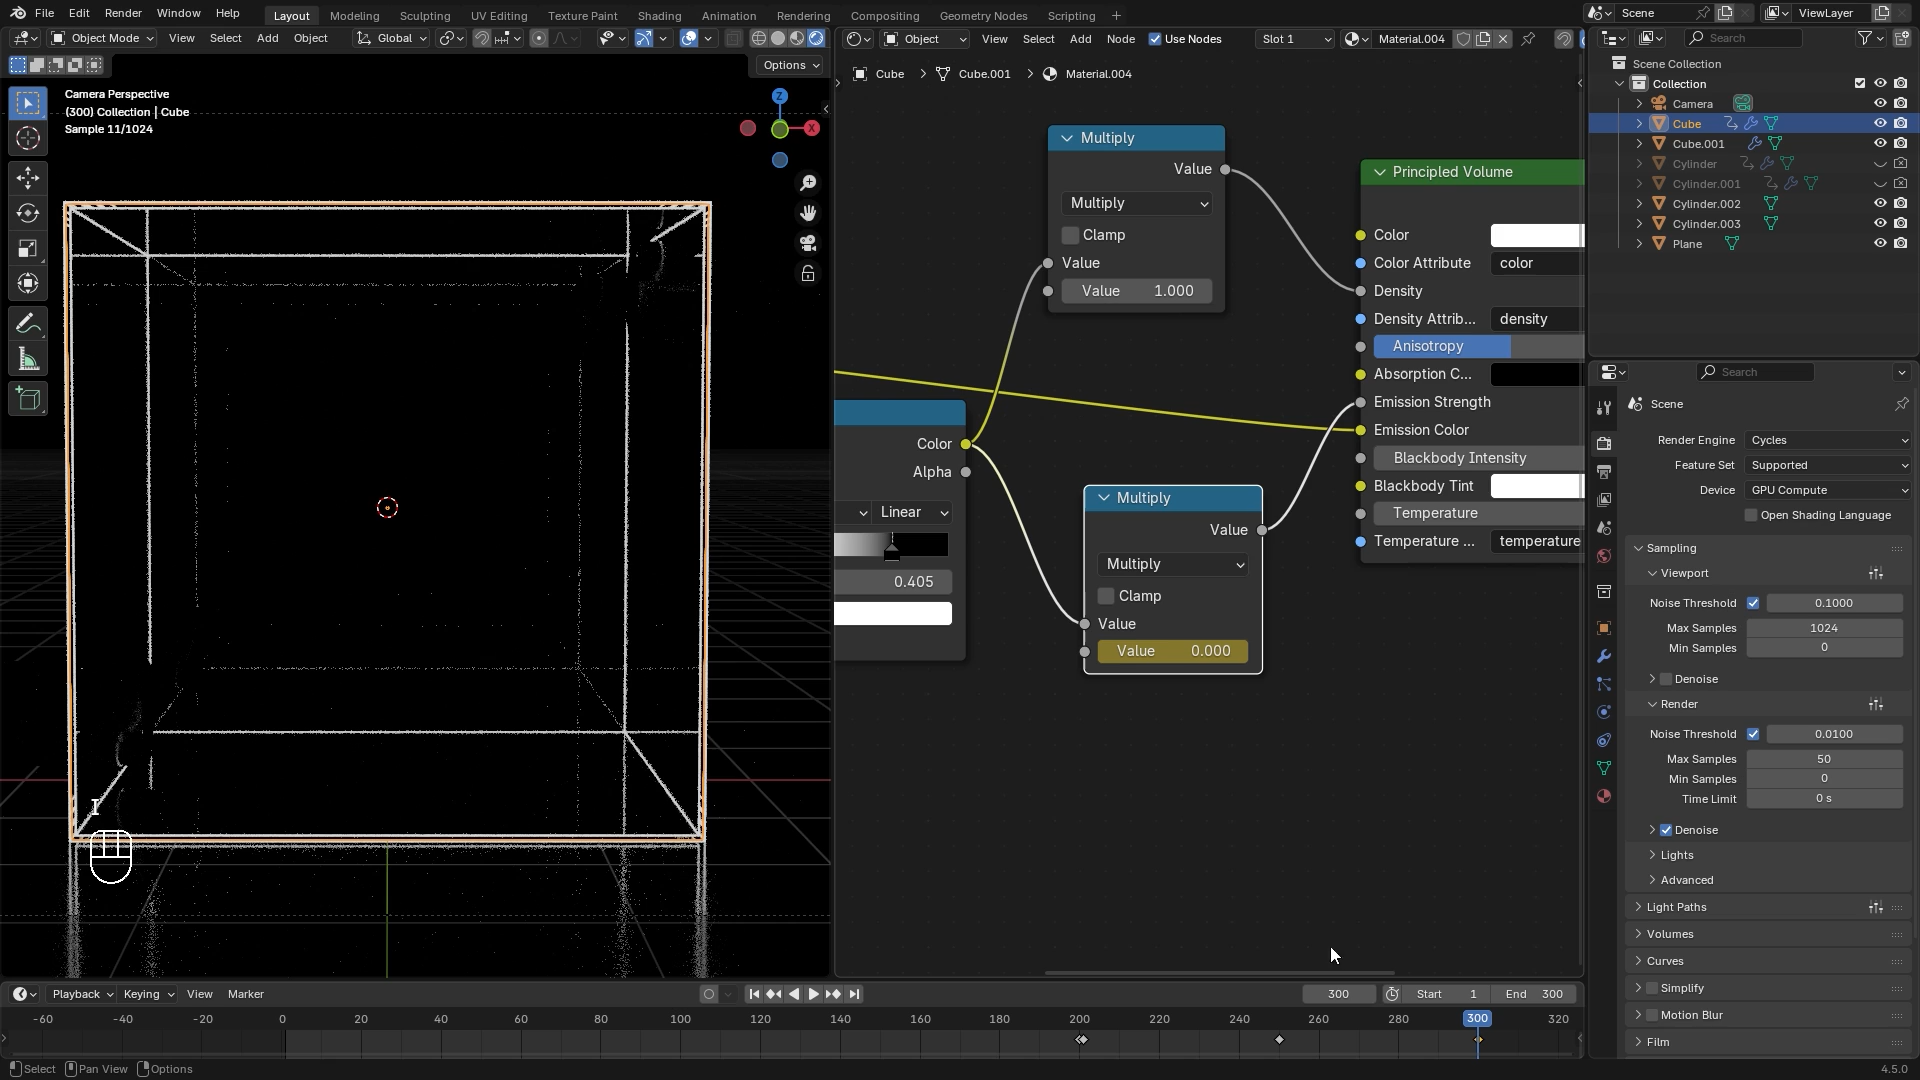 File Edit Render Window Help Layout Modeling Sculpting UV Editing Texture Paint Shading Animation Rendering Compositing Geometry Nodes Scripting Scene ViewLayer
Object Mode View Select Add Object Global
Object View Select Add Node Use Nodes Slot 1 Material.004
Search
Options
Cube Cube.001 Material.004
Camera Perspective
(300) Collection | Cube
Sample 11/1024
Z
X
Multiply
Value
Multiply
Clamp
Value
Value 1.000
Principled Volume
Color
Color Attribute color
Density
Density Attrib... density
Anisotropy
Absorption C...
Emission Strength
Emission Color
Blackbody Intensity
Blackbody Tint
Temperature
Temperature ... temperature
Color
Alpha
Linear
0.405
Multiply
Value
Multiply
Clamp
Value
Value 0.000
I
Scene Collection
Collection
Camera
Cube
Cube.001
Cylinder
Cylinder.001
Cylinder.002
Cylinder.003
Plane
Search
Scene
Render Engine Cycles
Feature Set Supported
Device GPU Compute
Open Shading Language
Sampling
Viewport
Noise Threshold 0.1000
Max Samples 1024
Min Samples 0
Denoise
Render
Noise Threshold 0.0100
Max Samples 50
Min Samples 0
Time Limit 0 s
Denoise
Lights
Advanced
Light Paths
Volumes
Curves
Simplify
Motion Blur
Film
Playback Keying View Marker 300 Start 1 End 300
-60 -40 -20 0 20 40 60 80 100 120 140 160 180 200 220 240 260 280 300 320
Select Pan View Options 4.5.0